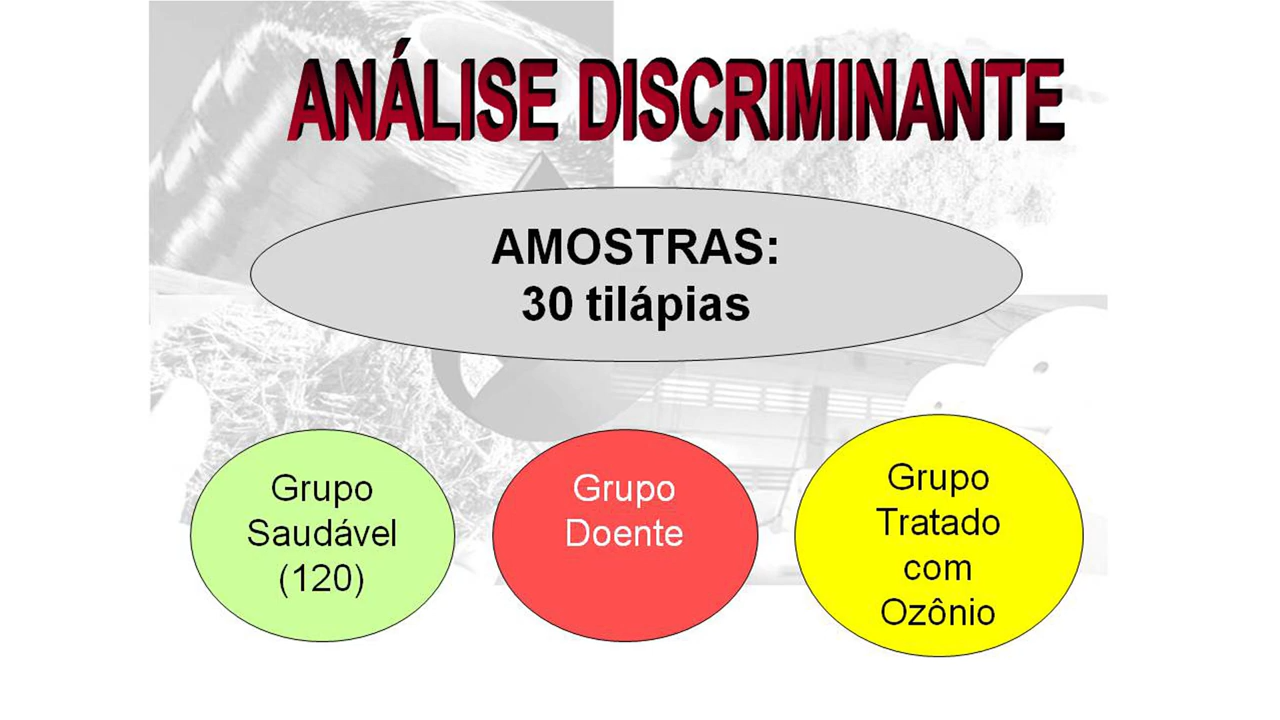 ANÁLISE DISCRIMINANTE
AMOSTRAS:
30 tilápias
Grupo
Saudável
(120)
Grupo
Doente
Grupo
Tratado
com
Ozônio